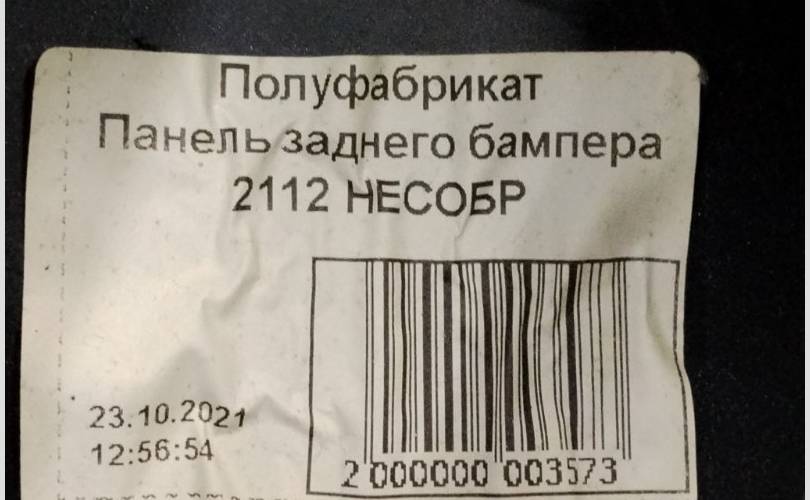 Полуфабрикат
Панель заднего бампера
2112 НЕСОБР
23.10.2021
12:56:54
2 000000 003573